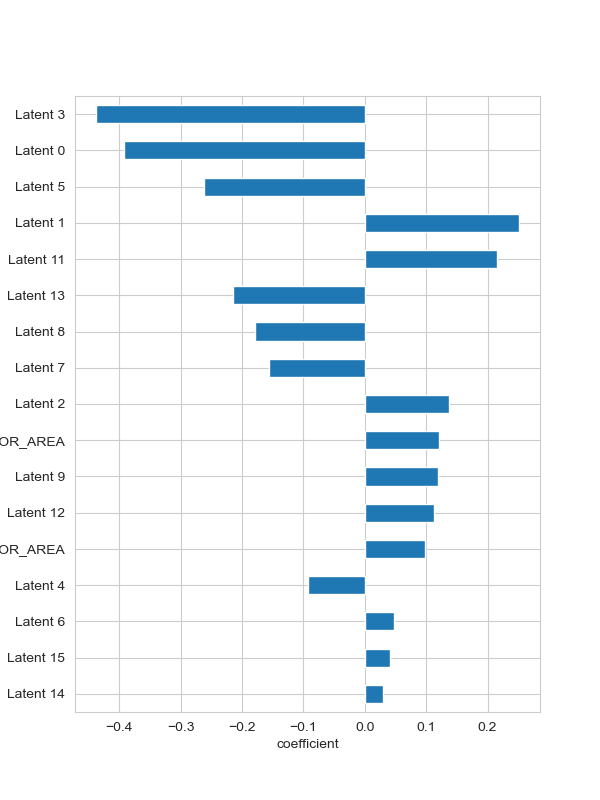 Latent 3
Latent 0
Latent 5
Latent 1
Latent 11
Latent 13
Latent 8
Latent 7
Latent 2
OR_AREA
Latent 9
Latent 12
OR_AREA
Latent 4
Latent 6
Latent 15
Latent 14
−0.4 −0.3 −0.2 −0.1 0.0 0.1 0.2
coefficient